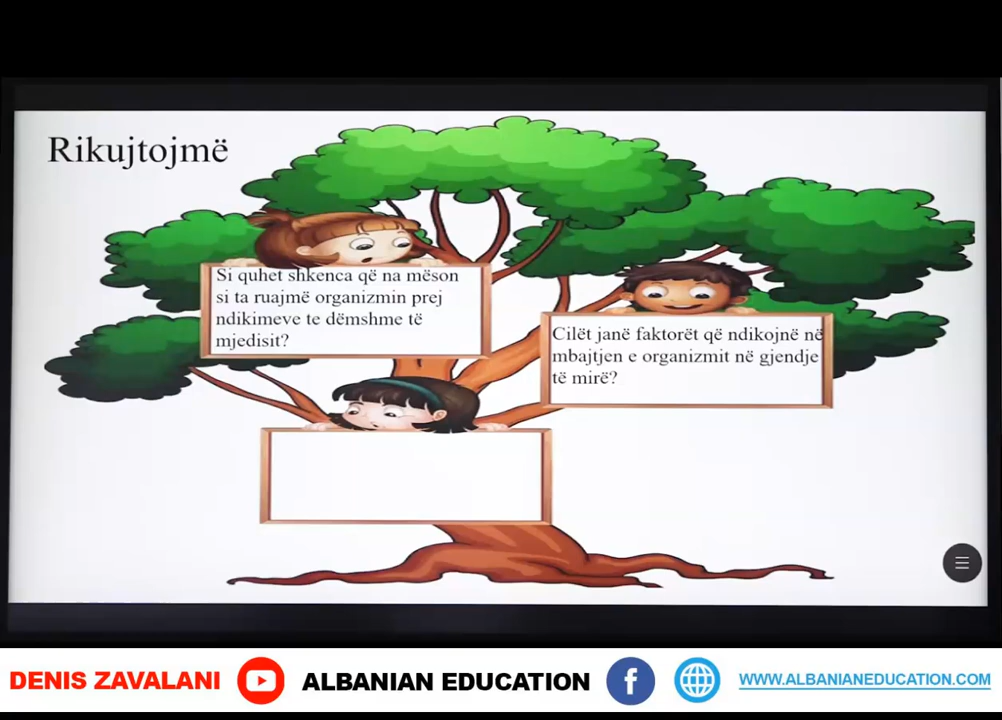 Rikujtojmë
Si quhet shkenca që na mëson
si ta ruajmë organizmin prej
ndikimeve te dëmshme të
mjedisit?
Cilët janë faktorët që ndikojnë në
mbajtjen e organizmit në gjendje
të mirë?
DENIS ZAVALANI ALBANIAN EDUCATION WWW.ALBANIANEDUCATION.COM